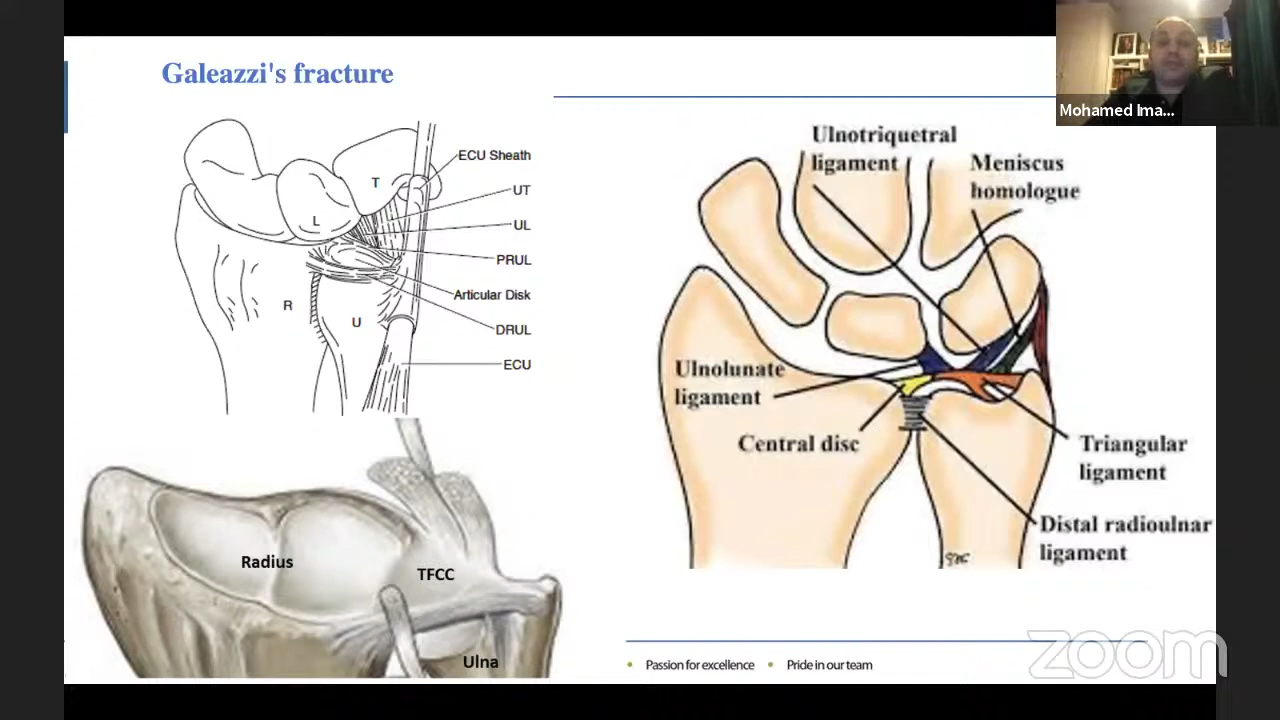 Galeazzi's fracture
Mohamed Ima...
ECU Sheath
T
UT
L
UL
PRUL
Articular Disk
R
U
DRUL
ECU
Radius
TFCC
Ulna
Ulnotriquetral
ligament
Meniscus
homologue
Ulnolunate
ligament
Central disc
Triangular
ligament
Distal radioulnar
ligament
• Passion for excellence • Pride in our team
zoom